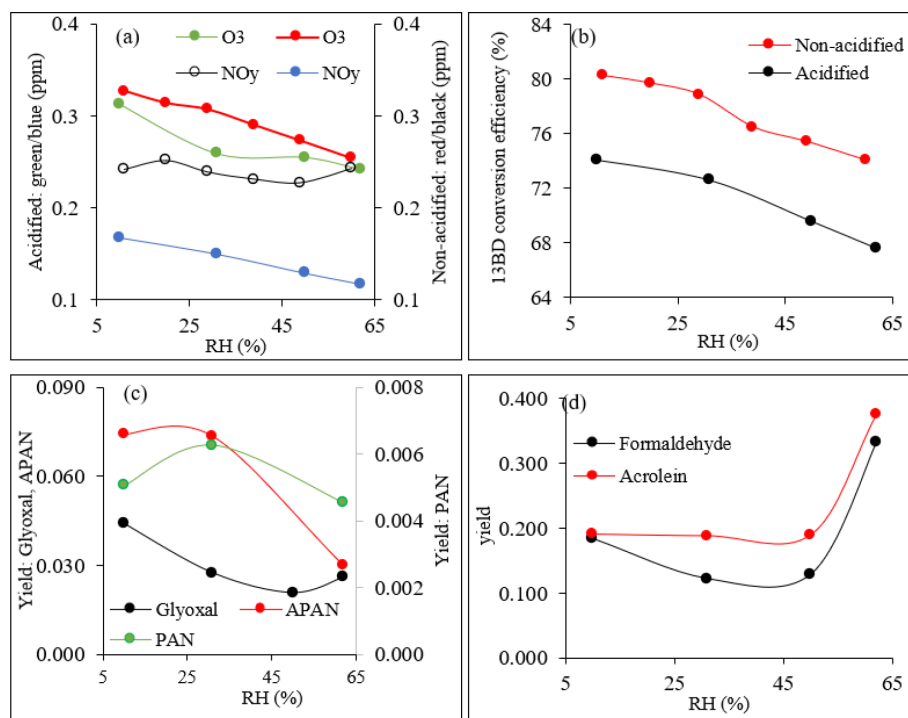 (a)
O3
O3
NOy
NOy
Acidified: green/blue (ppm)
Non-acidified: red/black (ppm)
0.4
0.3
0.2
0.1
0.4
0.3
0.2
0.1
5
25
45
65
RH (%)
(b)
Non-acidified
Acidified
13BD conversion efficiency (%)
84
80
76
72
68
64
5
25
45
65
RH (%)
(c)
Yield: Glyoxal, APAN
Yield: PAN
0.090
0.060
0.030
0.000
0.008
0.006
0.004
0.002
0.000
Glyoxal
APAN
PAN
5
25
45
65
RH (%)
(d)
Formaldehyde
Acrolein
yield
0.400
0.300
0.200
0.100
0.000
5
25
45
65
RH (%)